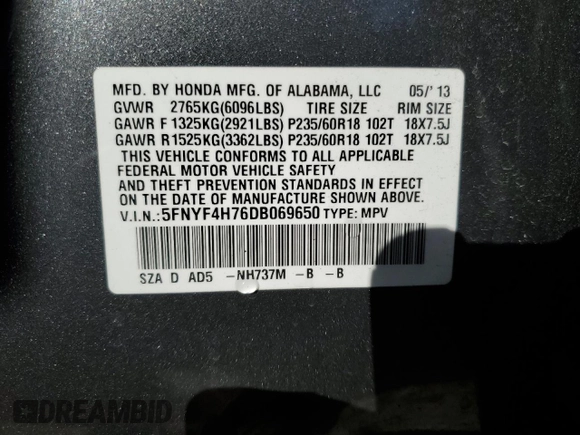 MFD. BY HONDA MFG. OF ALABAMA, LLC 05/'13
GVWR 2765KG(6096LBS) TIRE SIZE RIM SIZE
GAWR F 1325KG(2921LBS) P235/60R18 102T 18X7.5J
GAWR R1525KG(3362LBS) P235/60R18 102T 18X7.5J
THIS VEHICLE CONFORMS TO ALL APPLICABLE
FEDERAL MOTOR VEHICLE SAFETY
AND THEFT PREVENTION STANDARDS IN EFFECT
ON THE DATE OF MANUFACTURE SHOWN ABOVE.
V.I.N.:5FNYF4H76DB069650 TYPE: MPV
SZA D AD5 -NH737M -B -B
DREAMBID